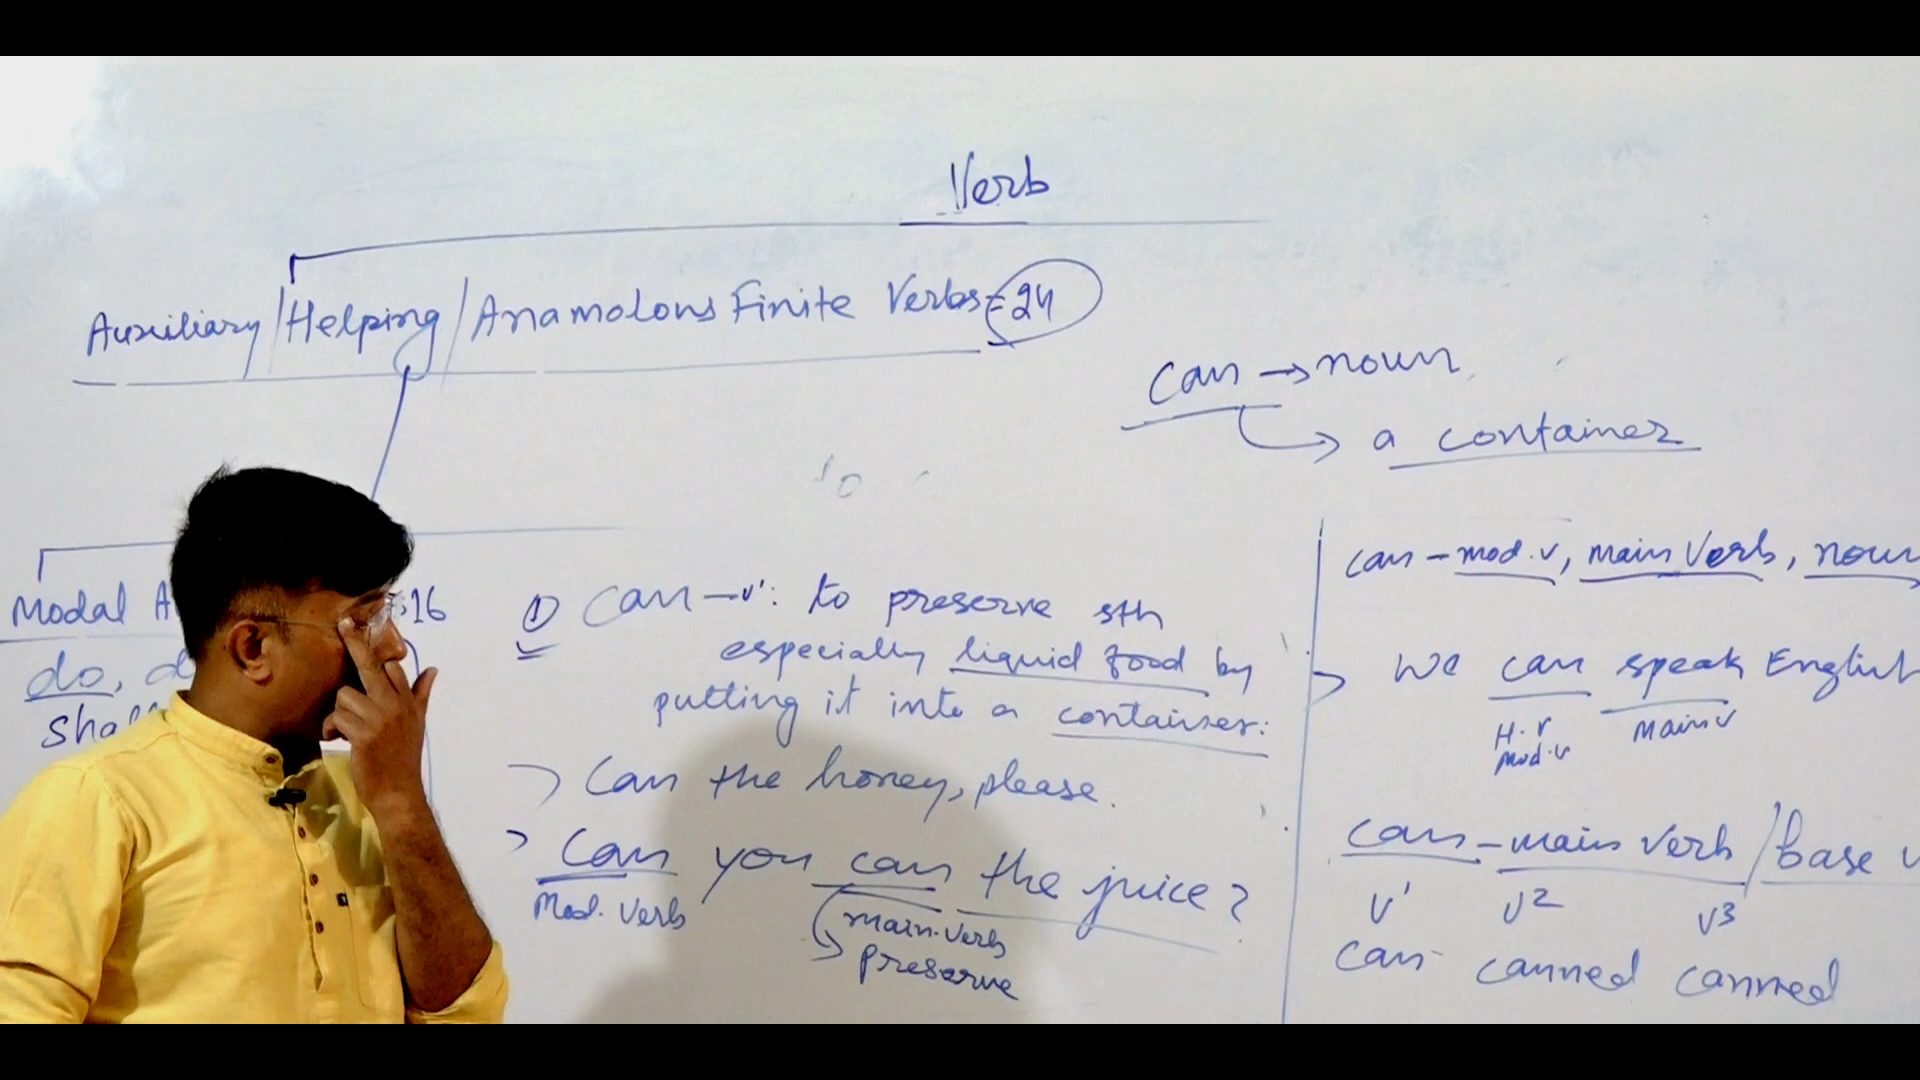 Verb
Auxiliary/Helping/Anamolous Finite Verbs=24
Can → noun
→ a container
Modal A :16
do, d
Shall
① Can - v': to preserve sth
especially liquid food by
putting it into a container:
Can the honey, please.
Can you can the juice?
Mod. Verb
main verb
preserve
can - mod. v, main Verb, noun
We can speak English
H. v
mod. v
main v
can - main verb / base v
v' v2 v3
can canned canned